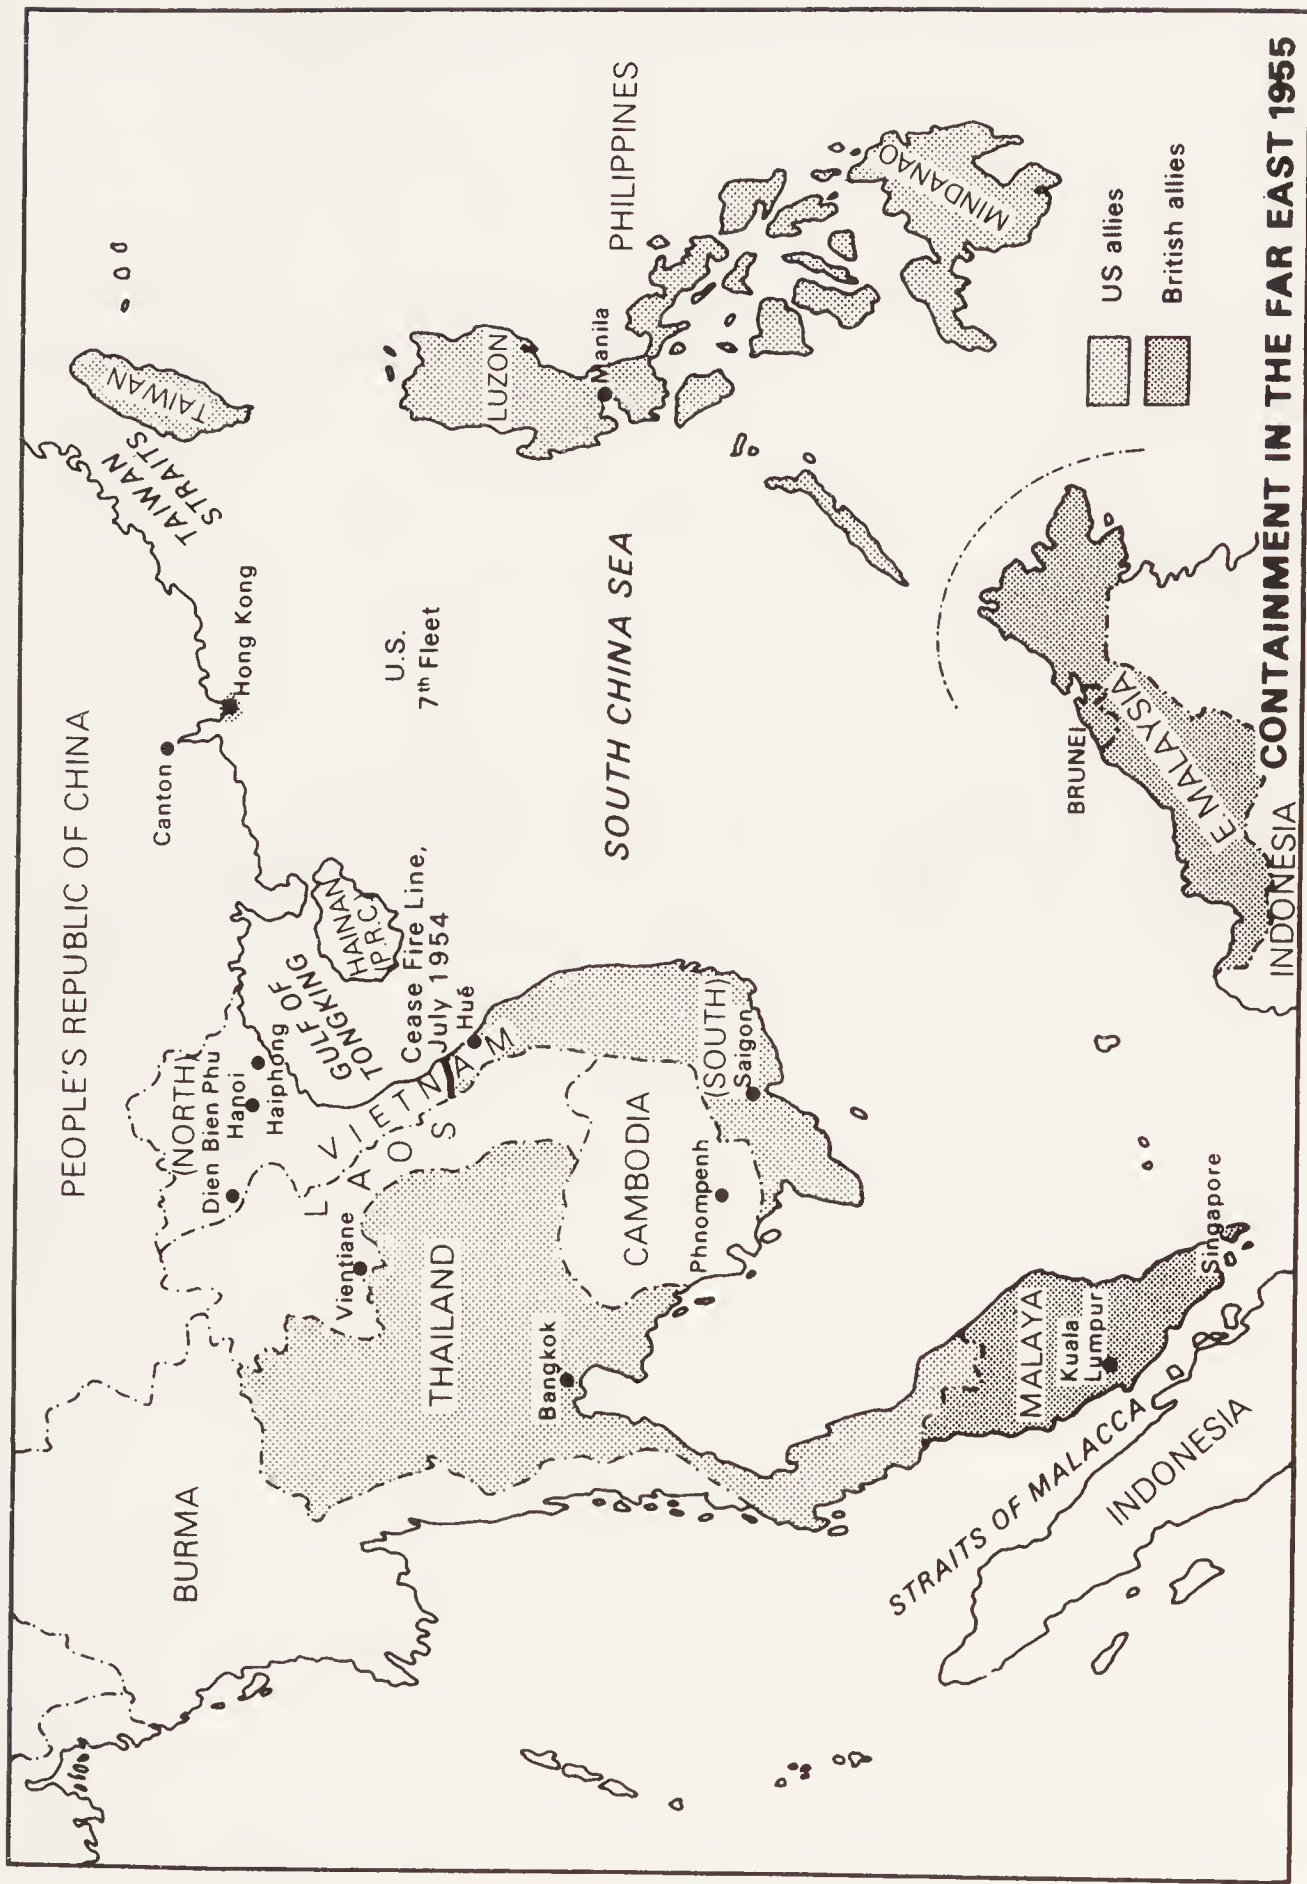 PEOPLE'S REPUBLIC OF CHINA
BURMA
(NORTH)
Dien Bien Phu
Hanoi
Haiphong
Canton
Hong Kong
TAIWAN
STRAITS
TAIWAN
GULF OF
TONGKING
HAINAN
(P.R.C.)
Cease Fire Line,
July 1954
Hué
VIETNAM
LAOS
Vientiane
THAILAND
Bangkok
CAMBODIA
Phnompenh
(SOUTH)
Saigon
U.S.
7th Fleet
SOUTH CHINA SEA
LUZON
Manila
PHILIPPINES
MINDANAO
MALAYA
Kuala
Lumpur
Singapore
STRAITS OF MALACCA
INDONESIA
BRUNEI
E.MALAYSIA
INDONESIA
US allies
British allies
CONTAINMENT IN THE FAR EAST 1955